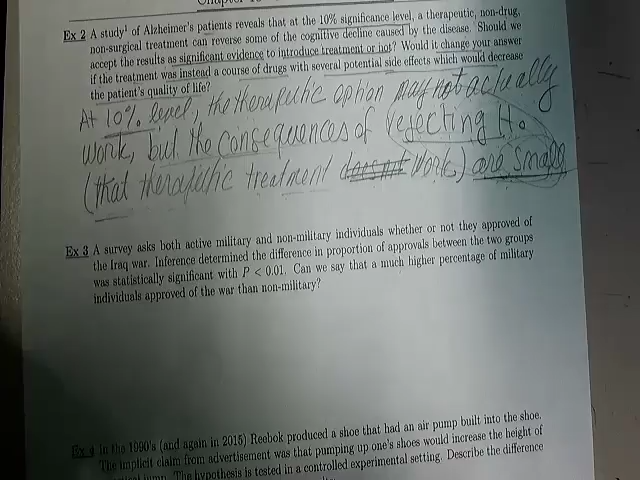 Ex 2 A study¹ of Alzheimer's patients reveals that at the 10% significance level, a therapeutic, non-drug,
non-surgical treatment can reverse some of the cognitive decline caused by the disease. Should we
accept the results as significant evidence to introduce treatment or not? Would it change your answer
if the treatment was instead a course of drugs with several potential side effects which would decrease
the patient's quality of life?
At 10% level, the therapeutic option may not actually
work, but the consequences of rejecting H₀
(that therapeutic treatment doesn't work) are small
Ex 3 A survey asks both active military and non-military individuals whether or not they approved of
the Iraq war. Inference determined the difference in proportion of approvals between the two groups
was statistically significant with P < 0.01. Can we say that a much higher percentage of military
individuals approved of the war than non-military?
Ex 4 In the 1990's (and again in 2015) Reebok produced a shoe that had an air pump built into the shoe.
The implicit claim from advertisement was that pumping up one's shoes would increase the height of
jump. The hypothesis is tested in a controlled experimental setting. Describe the difference